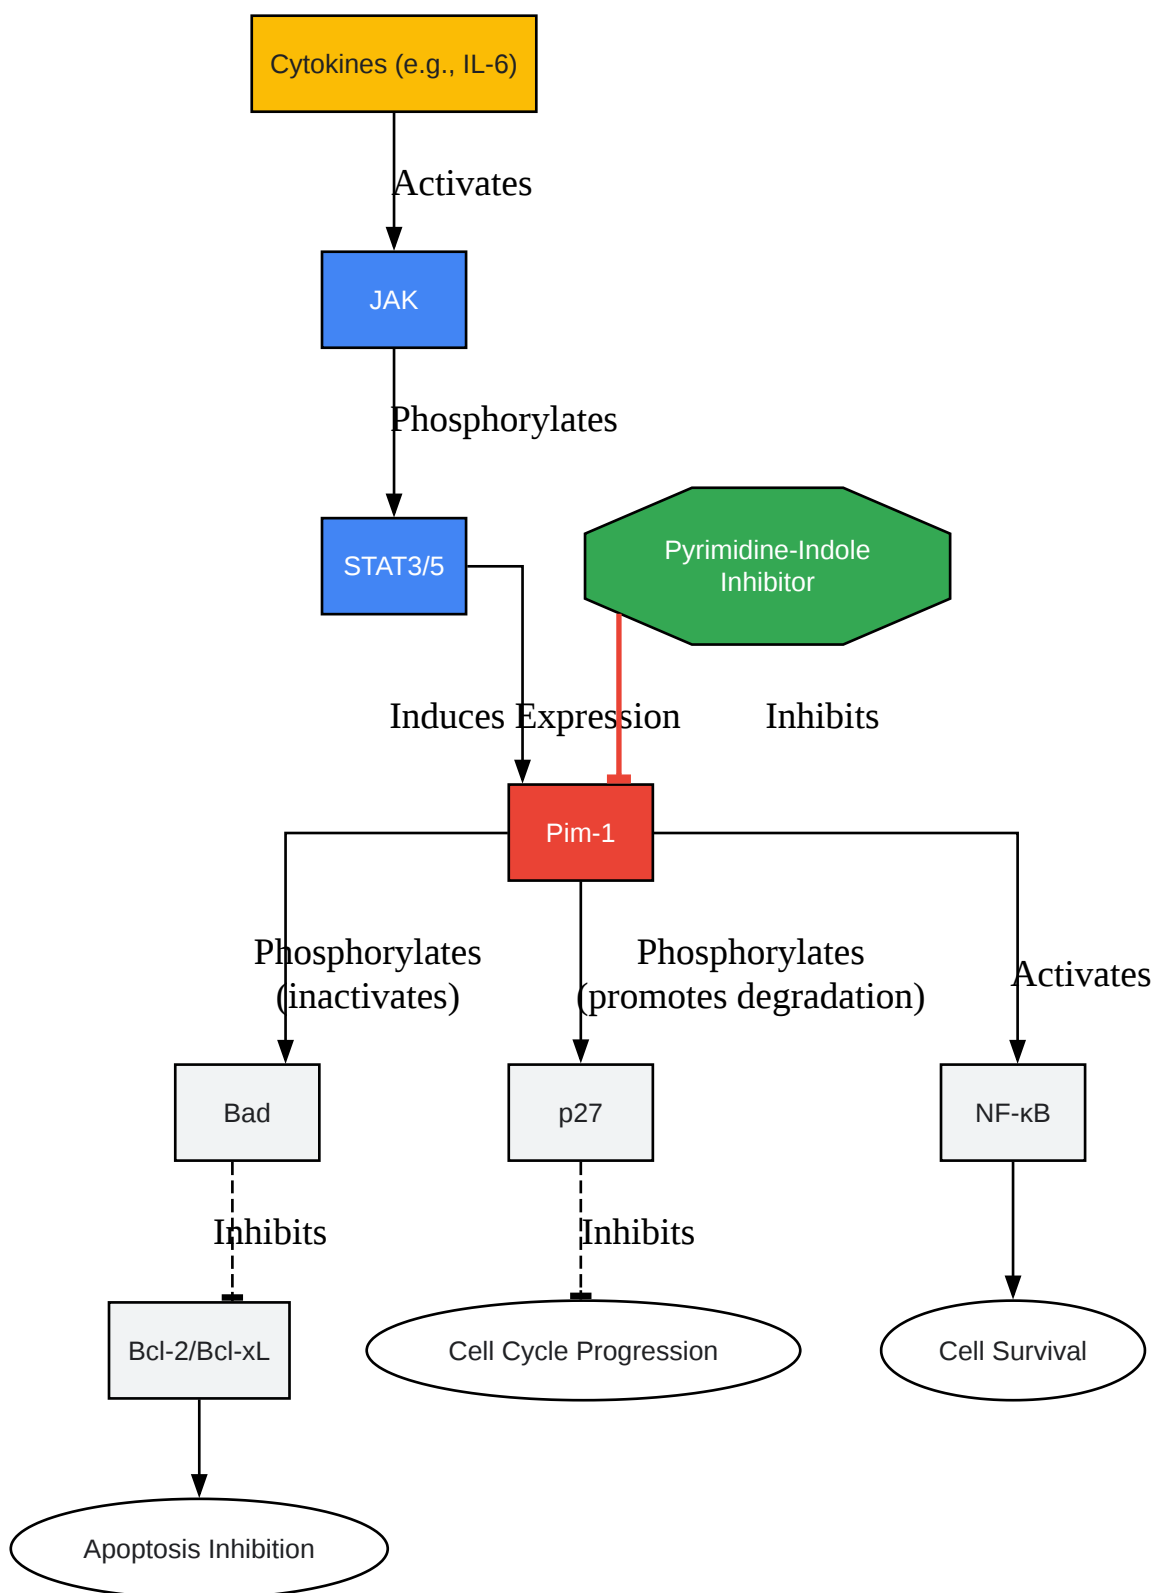 Cytokines (e.g., IL-6)
Activates
JAK
Phosphorylates
STAT3/5
Pyrimidine-Indole
Inhibitor
Induces Expression
Inhibits
Pim-1
Phosphorylates
(inactivates)
Phosphorylates
(promotes degradation)
Activates
Bad
p27
NF-κB
Inhibits
Inhibits
Bcl-2/Bcl-xL
Cell Cycle Progression
Cell Survival
Apoptosis Inhibition